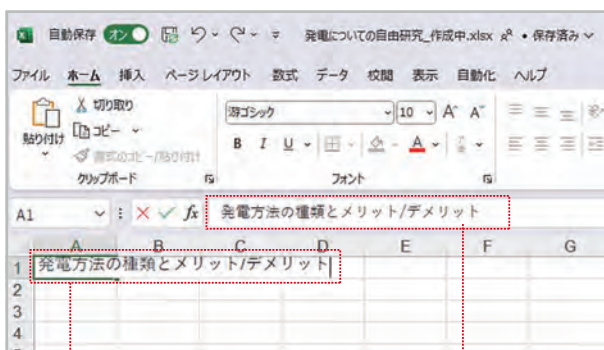 自動保存 オン 発電についての自由研究_作成中.xlsx • 保存済み
ファイル ホーム 挿入 ページ レイアウト 数式 データ 校閲 表示 自動化 ヘルプ
貼り付け
切り取り
コピー
書式のコピー/貼り付け
クリップボード
游ゴシック 10 A^ Aˇ
B I U A
フォント
A1 fx 発電方法の種類とメリット/デメリット
A B C D E F G
1 発電方法の種類とメリット/デメリット
2
3
4